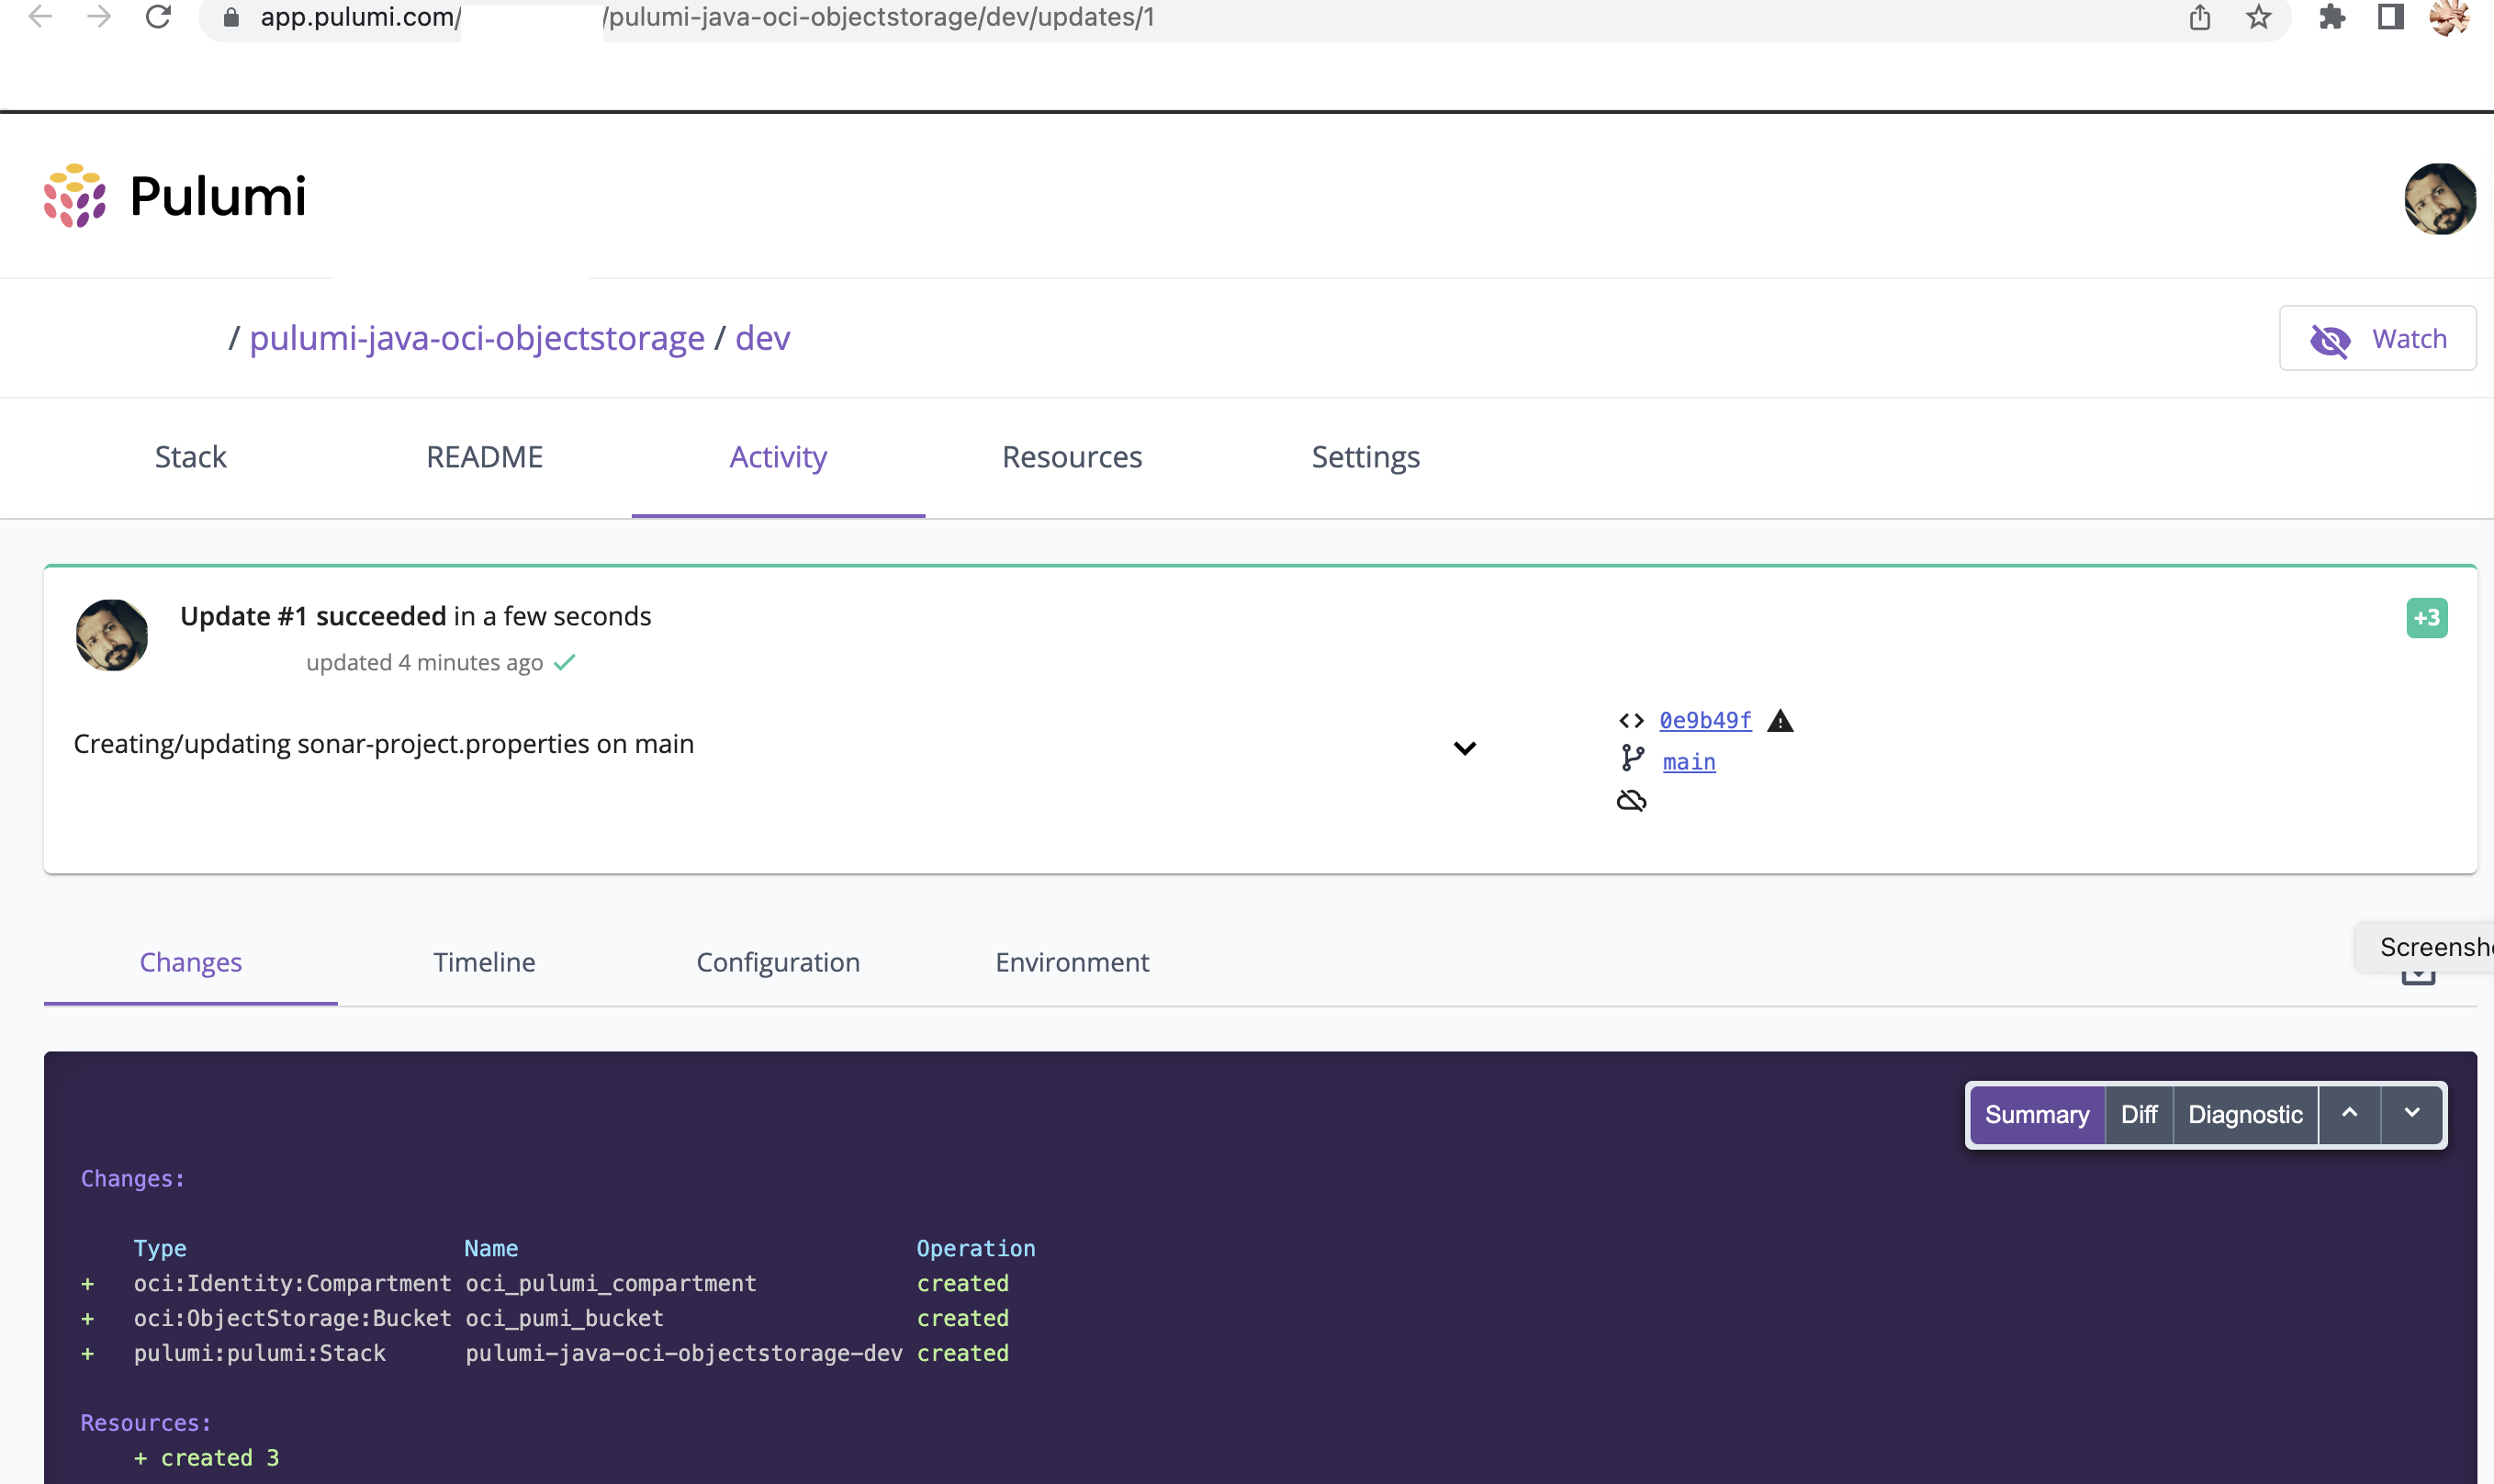 app.pulumi.com/ /pulumi-java-oci-objectstorage/dev/updates/1
Pulumi
/ pulumi-java-oci-objectstorage / dev
Watch
Stack README Activity Resources Settings
Update #1 succeeded in a few seconds
+3
updated 4 minutes ago
0e9b49f
Creating/updating sonar-project.properties on main
main
Screensh
Changes Timeline Configuration Environment
Summary Diff Diagnostic
Changes:
Type Name Operation
+ oci:Identity:Compartment oci_pulumi_compartment created
+ oci:ObjectStorage:Bucket oci_pumi_bucket created
+ pulumi:pulumi:Stack pulumi-java-oci-objectstorage-dev created
Resources:
+ created 3